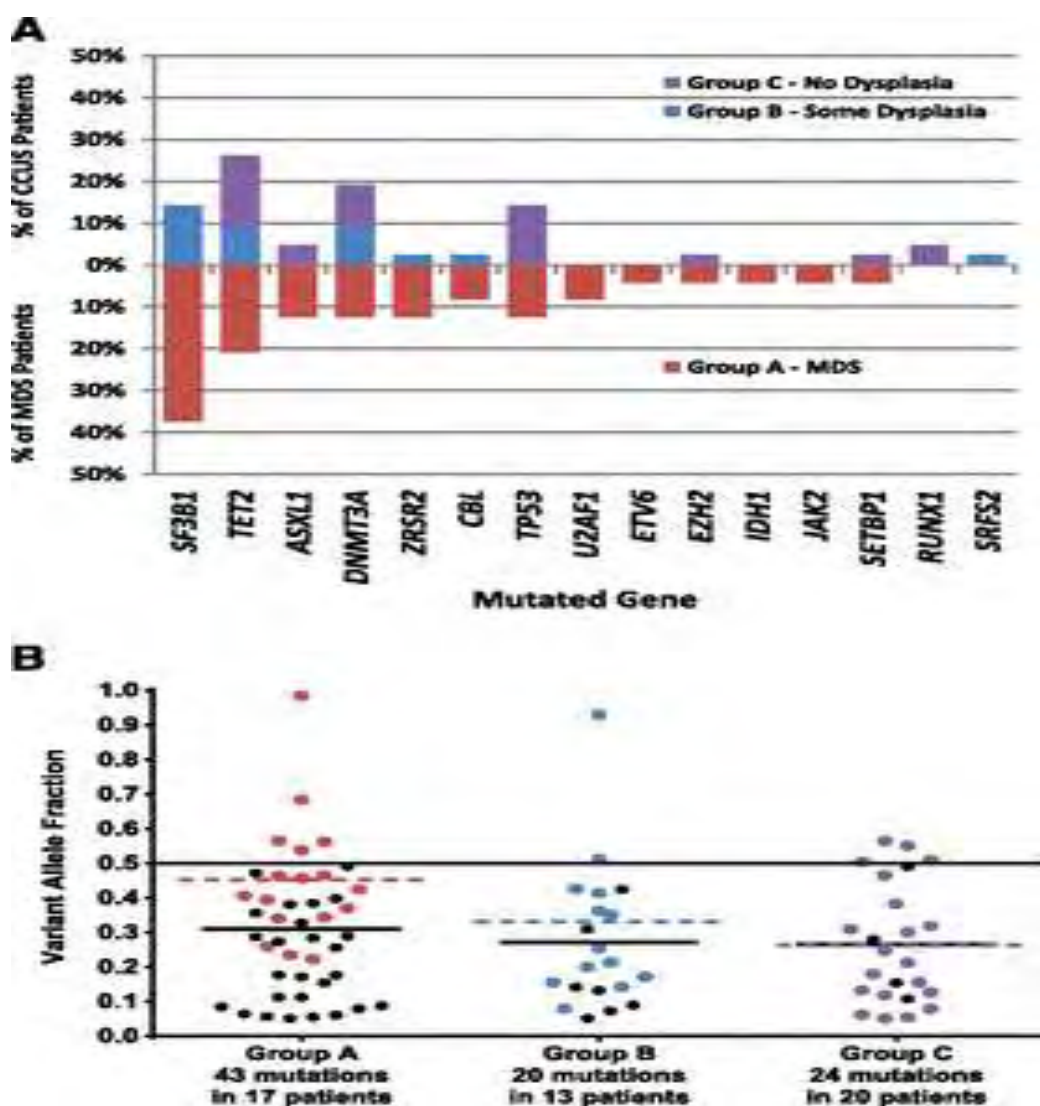 A
% of CCUS Patients
% of MDS Patients
50%
40%
30%
20%
10%
0%
10%
20%
30%
40%
50%
Group C - No Dysplasia
Group B - Some Dysplasia
Group A - MDS
SF3B1
TET2
ASXL1
DNMT3A
ZRSR2
CBL
TP53
U2AF1
ETV6
EZH2
IDH1
JAK2
SETBP1
RUNX1
SRFS2
Mutated Gene
B
Variant Allele Fraction
1.0
0.9
0.8
0.7
0.6
0.5
0.4
0.3
0.2
0.1
0.0
Group A
43 mutations
in 17 patients
Group B
20 mutations
in 13 patients
Group C
24 mutations
in 20 patients